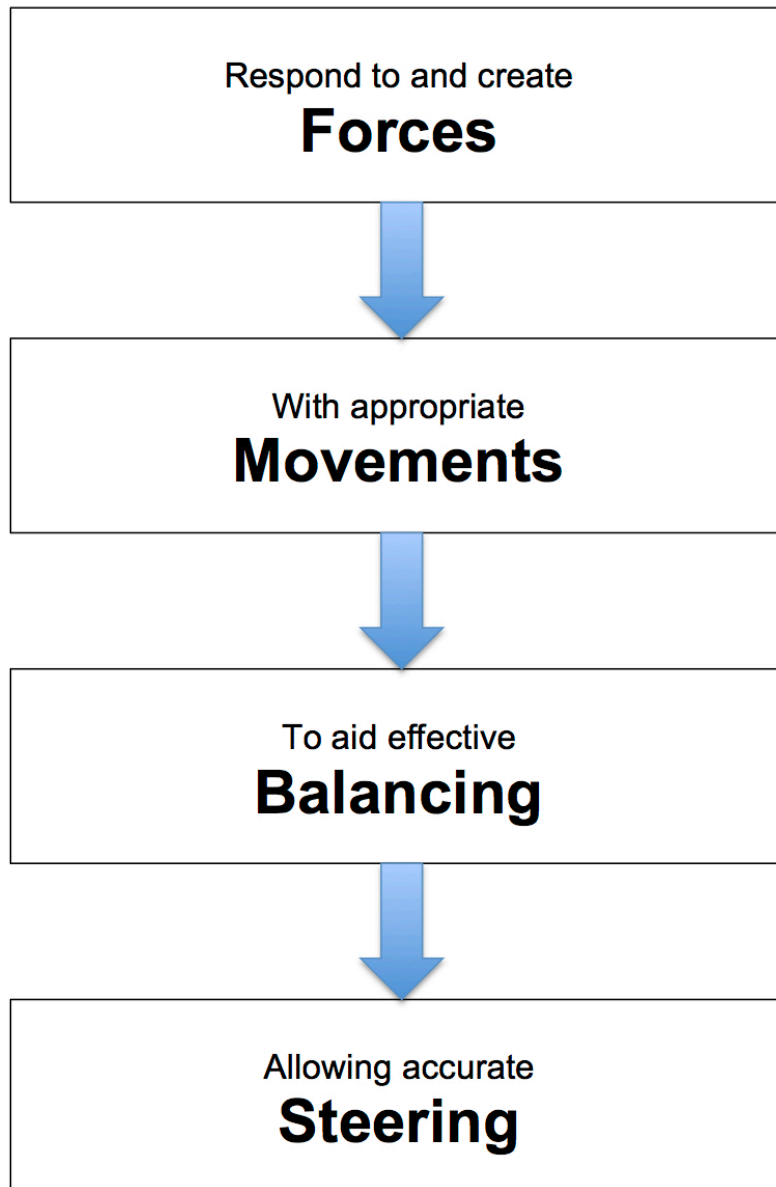 Respond to and create
Forces
With appropriate
Movements
To aid effective
Balancing
Allowing accurate
Steering